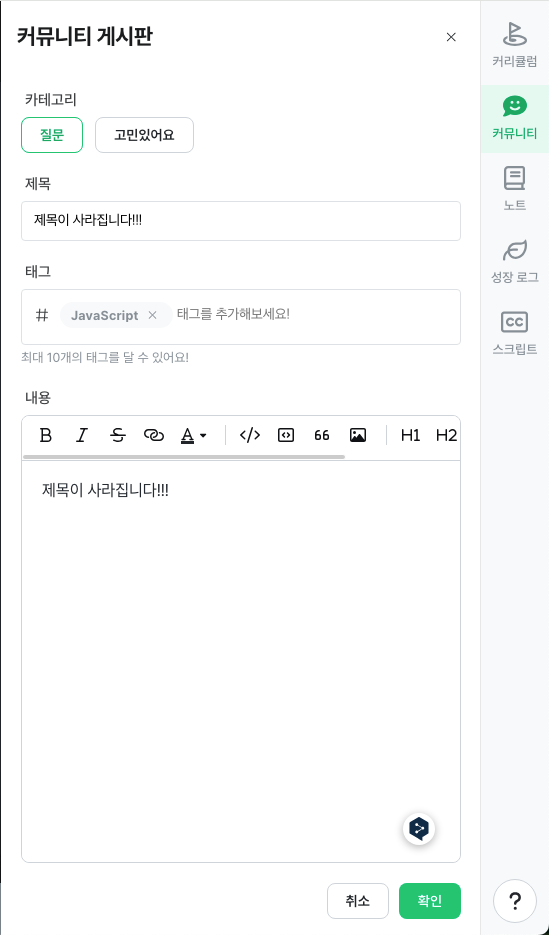 커뮤니티 게시판
카테고리
질문
고민있어요
제목
제목이 사라집니다!!!
태그
# JavaScript × 태그를 추가해보세요!
최대 10개의 태그를 달 수 있어요!
내용
B I S A </> 66 H1 H2
제목이 사라집니다!!!
취소
확인
커리큘럼
커뮤니티
노트
성장 로그
CC
스크립트
?